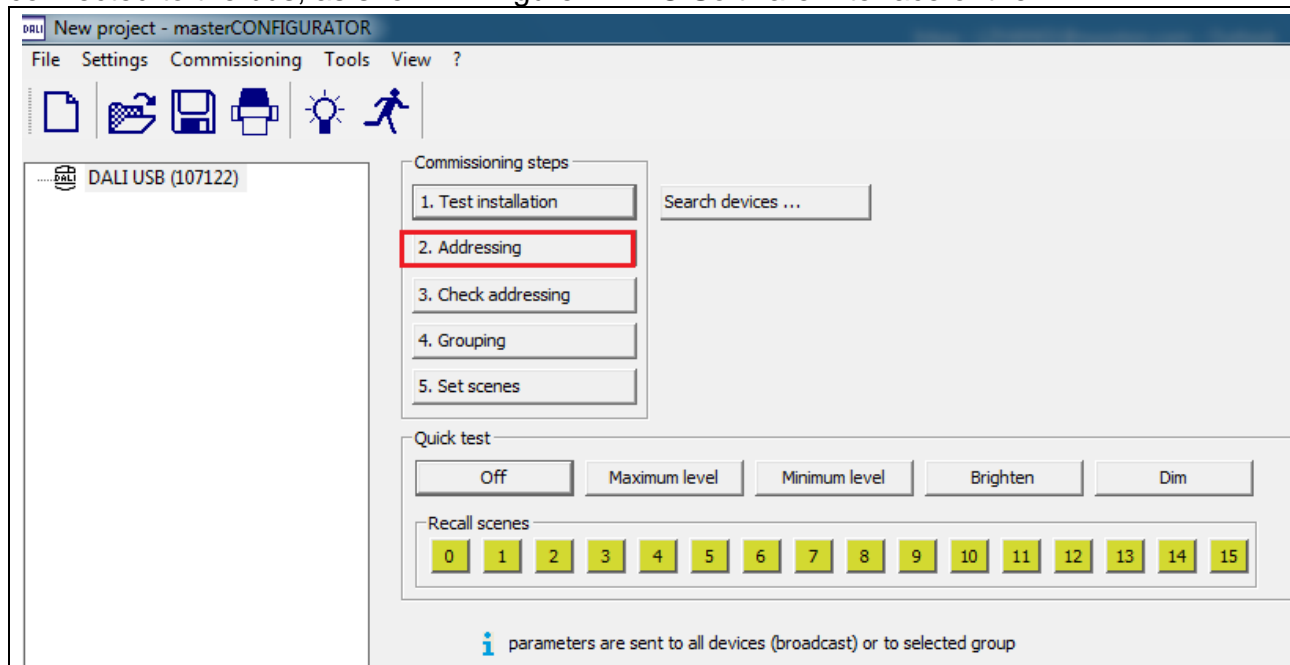 DALI New project - masterCONFIGURATOR
File Settings Commissioning Tools View ?
DALI DALI USB (107122)
Commissioning steps
1. Test installation
Search devices ...
2. Addressing
3. Check addressing
4. Grouping
5. Set scenes
Quick test
Off Maximum level Minimum level Brighten Dim
Recall scenes
0 1 2 3 4 5 6 7 8 9 10 11 12 13 14 15
i parameters are sent to all devices (broadcast) or to selected group